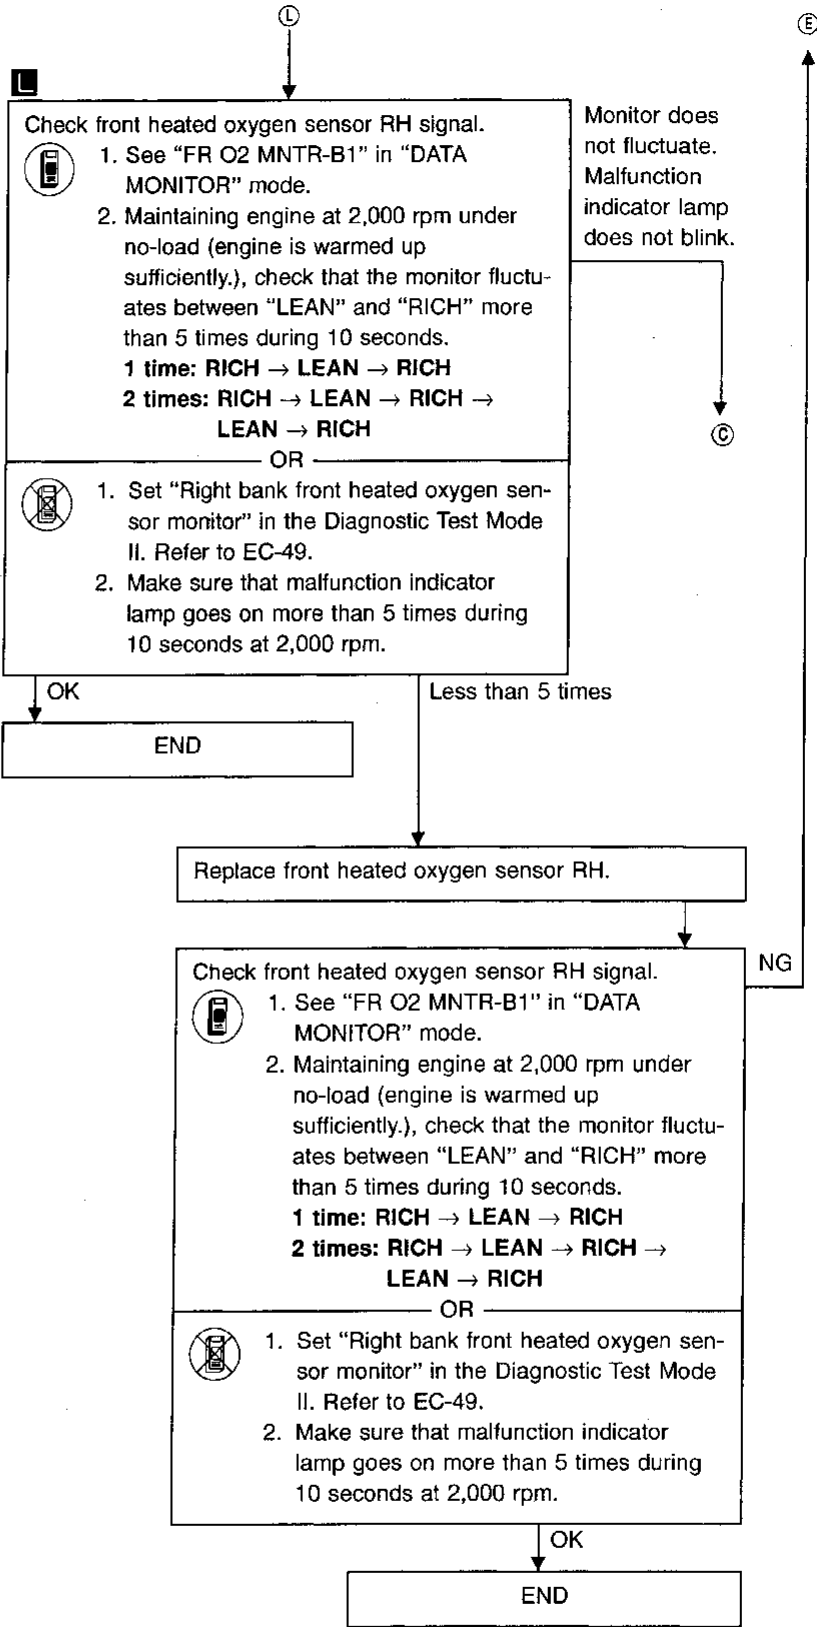 Ⓛ
Ⓔ
L
Check front heated oxygen sensor RH signal.
1. See “FR O2 MNTR-B1” in “DATA
MONITOR” mode.
2. Maintaining engine at 2,000 rpm under
no-load (engine is warmed up
sufficiently.), check that the monitor fluctu-
ates between “LEAN” and “RICH” more
than 5 times during 10 seconds.
1 time: RICH → LEAN → RICH
2 times: RICH → LEAN → RICH →
LEAN → RICH
OR
1. Set “Right bank front heated oxygen sen-
sor monitor” in the Diagnostic Test Mode
II. Refer to EC-49.
2. Make sure that malfunction indicator
lamp goes on more than 5 times during
10 seconds at 2,000 rpm.
Monitor does
not fluctuate.
Malfunction
indicator lamp
does not blink.
Ⓒ
OK
Less than 5 times
END
Replace front heated oxygen sensor RH.
NG
Check front heated oxygen sensor RH signal.
1. See “FR O2 MNTR-B1” in “DATA
MONITOR” mode.
2. Maintaining engine at 2,000 rpm under
no-load (engine is warmed up
sufficiently.), check that the monitor fluctu-
ates between “LEAN” and “RICH” more
than 5 times during 10 seconds.
1 time: RICH → LEAN → RICH
2 times: RICH → LEAN → RICH →
LEAN → RICH
OR
1. Set “Right bank front heated oxygen sen-
sor monitor” in the Diagnostic Test Mode
II. Refer to EC-49.
2. Make sure that malfunction indicator
lamp goes on more than 5 times during
10 seconds at 2,000 rpm.
OK
END